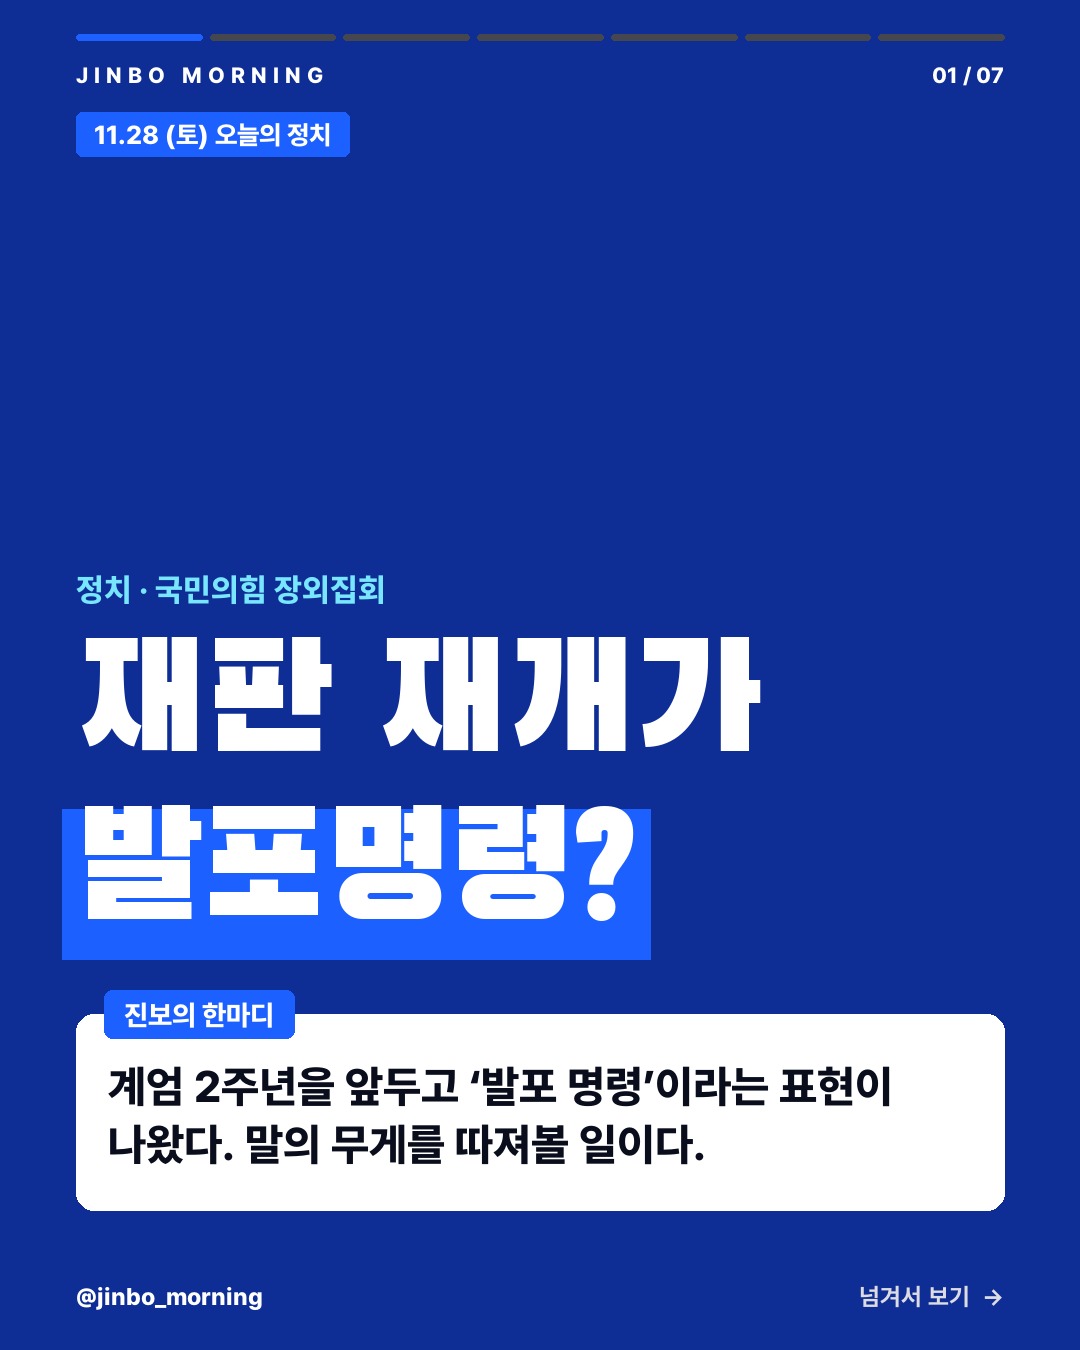 JINBO MORNING
01 / 07
11.28 (토) 오늘의 정치
정치 · 국민의힘 장외집회
재판 재개가
발포명령?
진보의 한마디
계엄 2주년을 앞두고 ‘발포 명령’이라는 표현이
나왔다. 말의 무게를 따져볼 일이다.
@jinbo_morning
넘겨서 보기 →